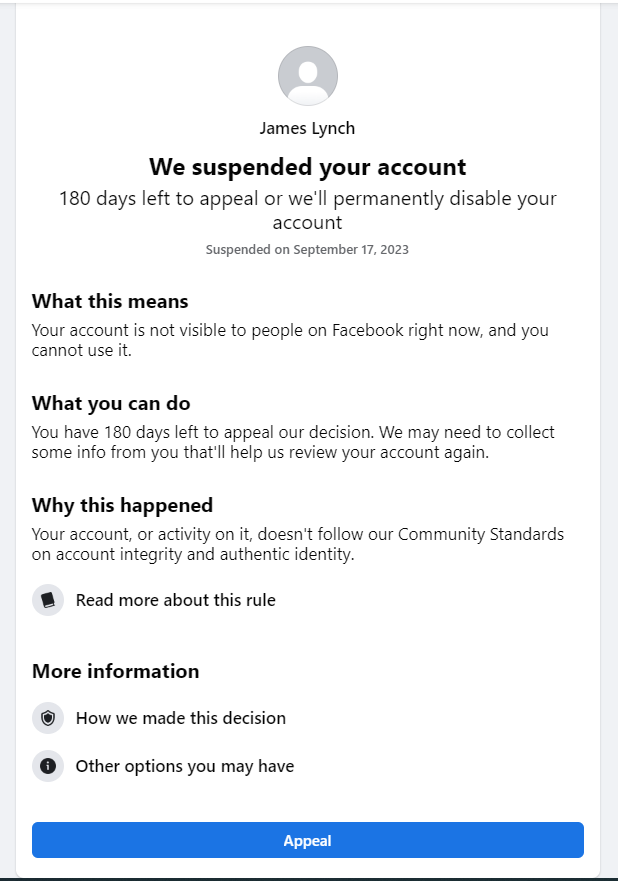 James Lynch
We suspended your account
180 days left to appeal or we'll permanently disable your
account
Suspended on September 17, 2023
What this means
Your account is not visible to people on Facebook right now, and you
cannot use it.
What you can do
You have 180 days left to appeal our decision. We may need to collect
some info from you that'll help us review your account again.
Why this happened
Your account, or activity on it, doesn't follow our Community Standards
on account integrity and authentic identity.
Read more about this rule
More information
How we made this decision
Other options you may have
Appeal